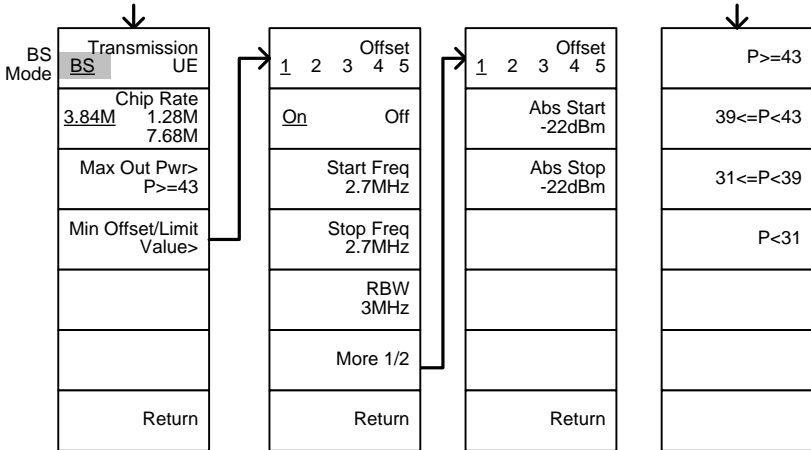 BS
Mode
Transmission
BS UE
Chip Rate
3.84M 1.28M
7.68M
Max Out Pwr>
P>=43
Min Offset/Limit
Value>
Return
Offset
1 2 3 4 5
On Off
Start Freq
2.7MHz
Stop Freq
2.7MHz
RBW
3MHz
More 1/2
Return
Offset
1 2 3 4 5
Abs Start
-22dBm
Abs Stop
-22dBm
Return
P>=43
39<=P<43
31<=P<39
P<31